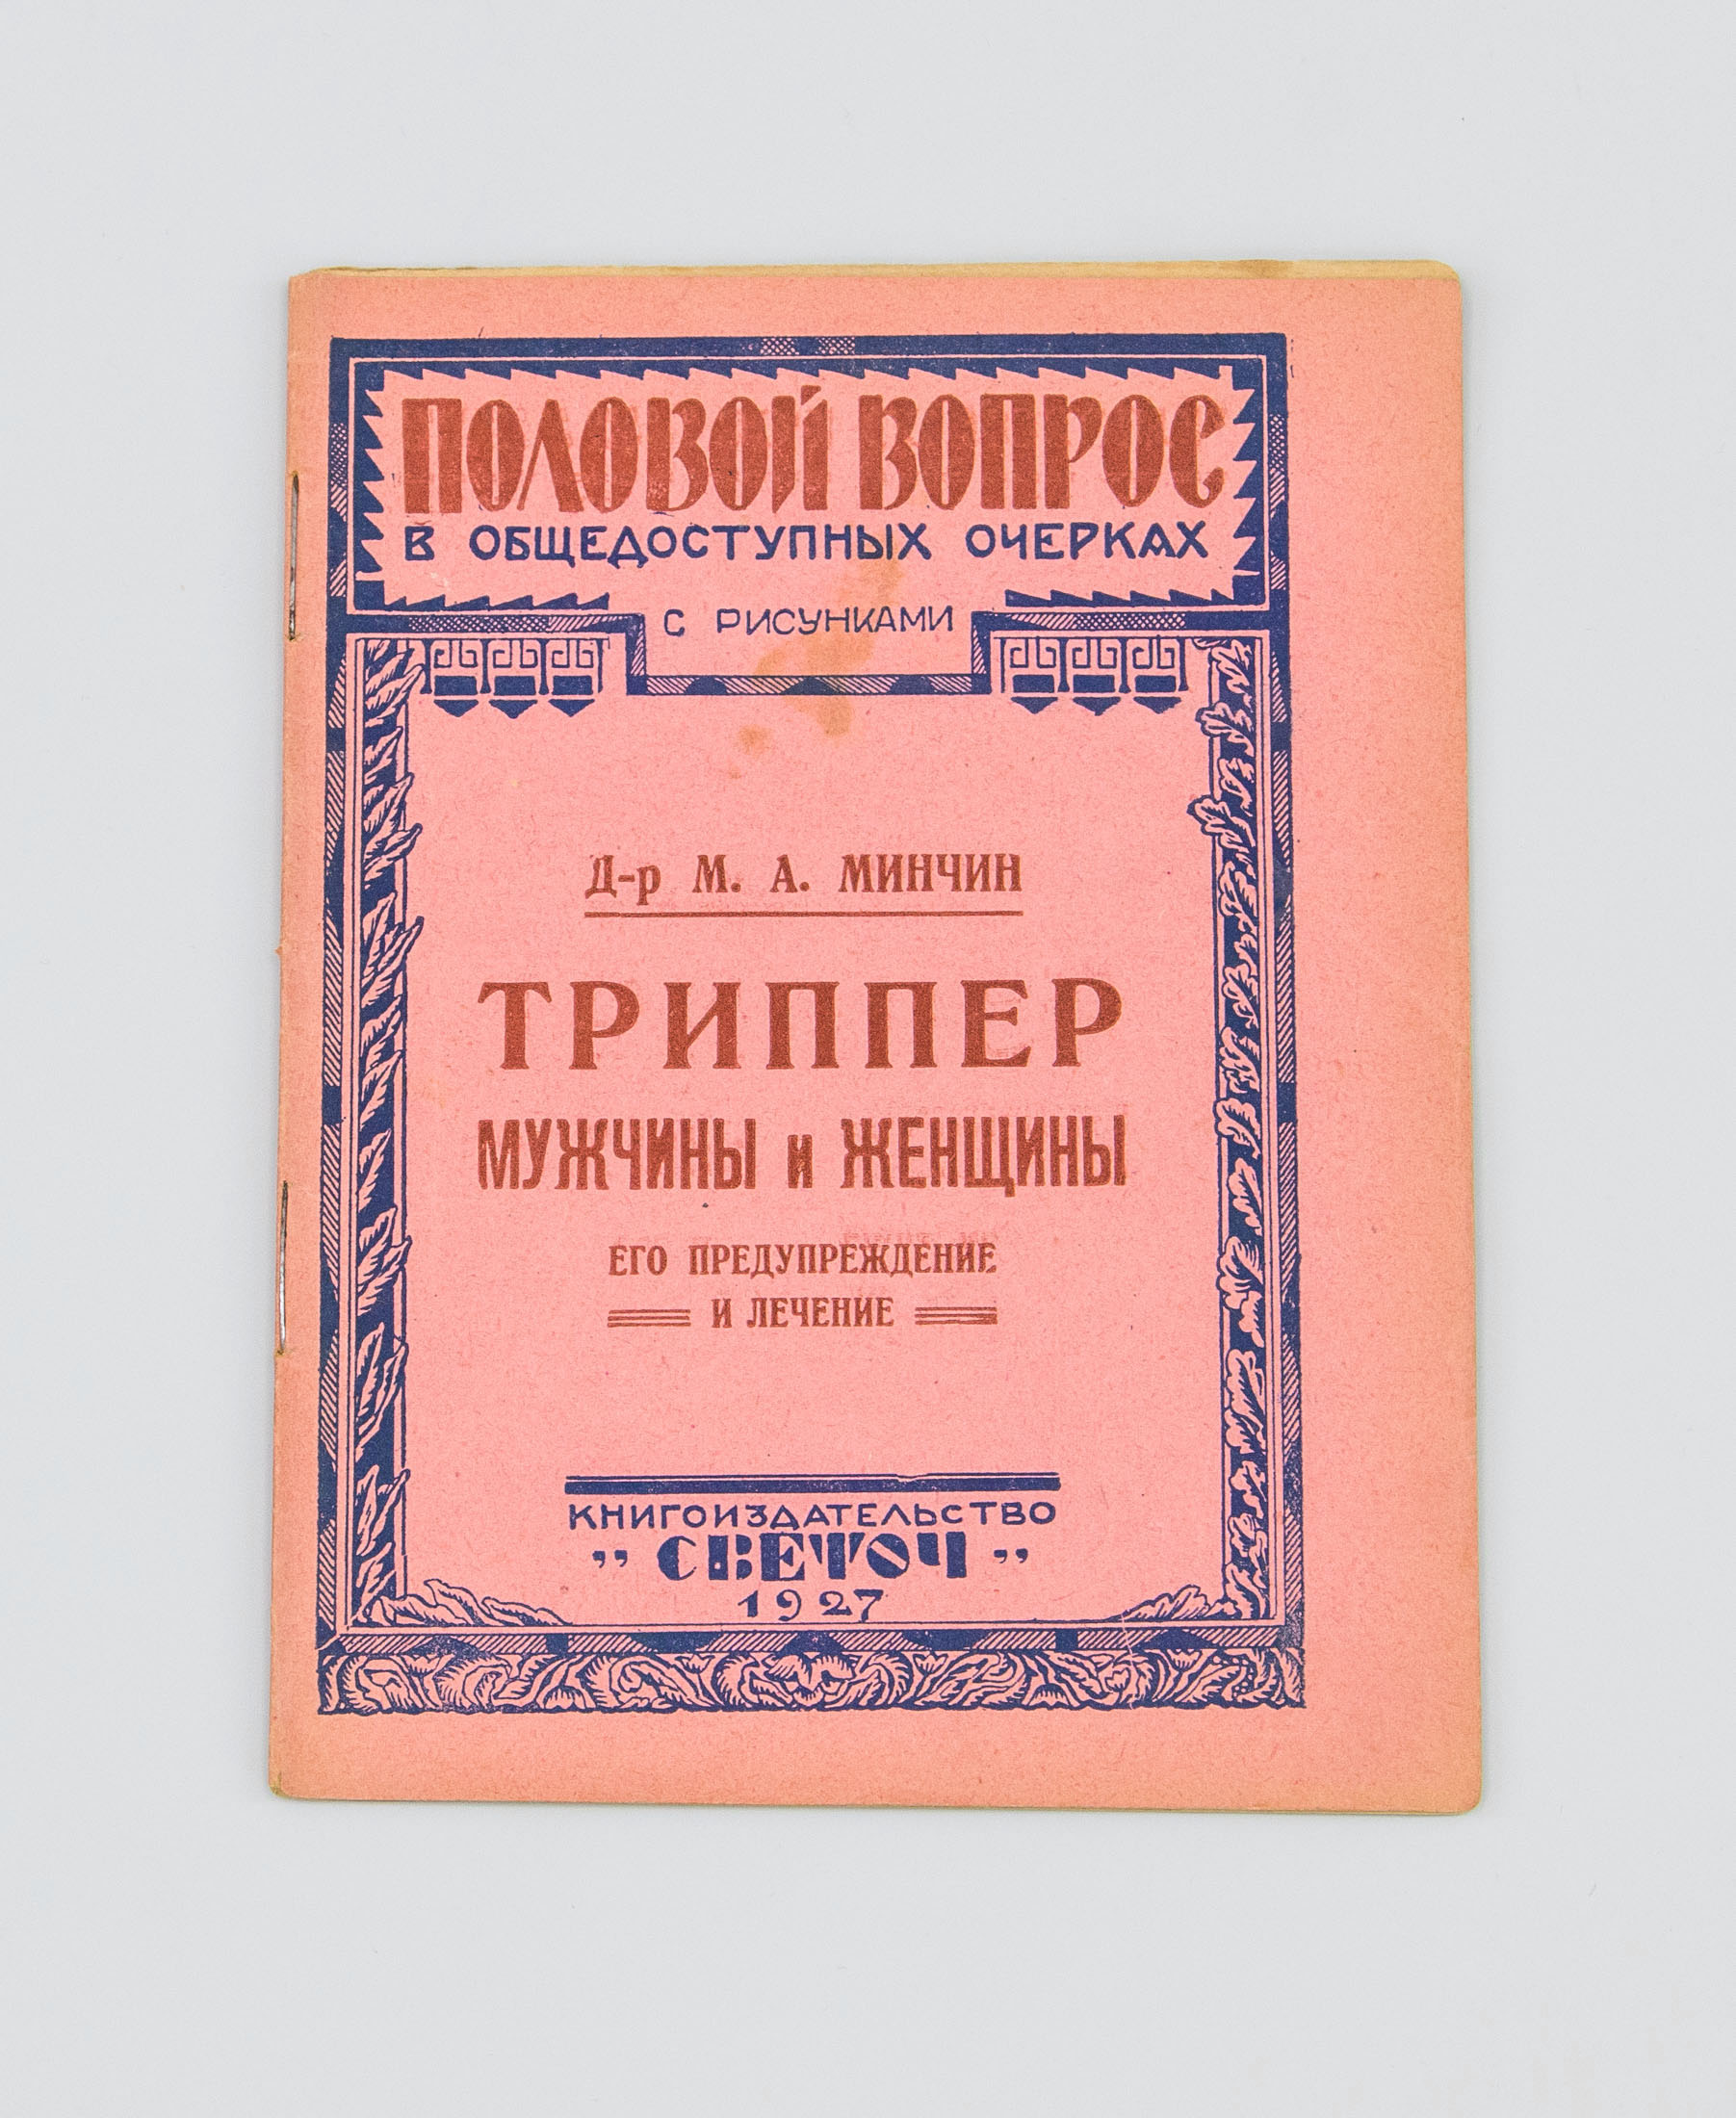 ПОЛОВОЙ ВОПРОС
В ОБЩЕДОСТУПНЫХ ОЧЕРКАХ
С РИСУНКАМИ
Д-р М. А. МИНЧИН
ТРИППЕР
МУЖЧИНЫ и ЖЕНЩИНЫ
ЕГО ПРЕДУПРЕЖДЕНИЕ
И ЛЕЧЕНИЕ
КНИГОИЗДАТЕЛЬСТВО
„ СВЕТОЧ ”
1927